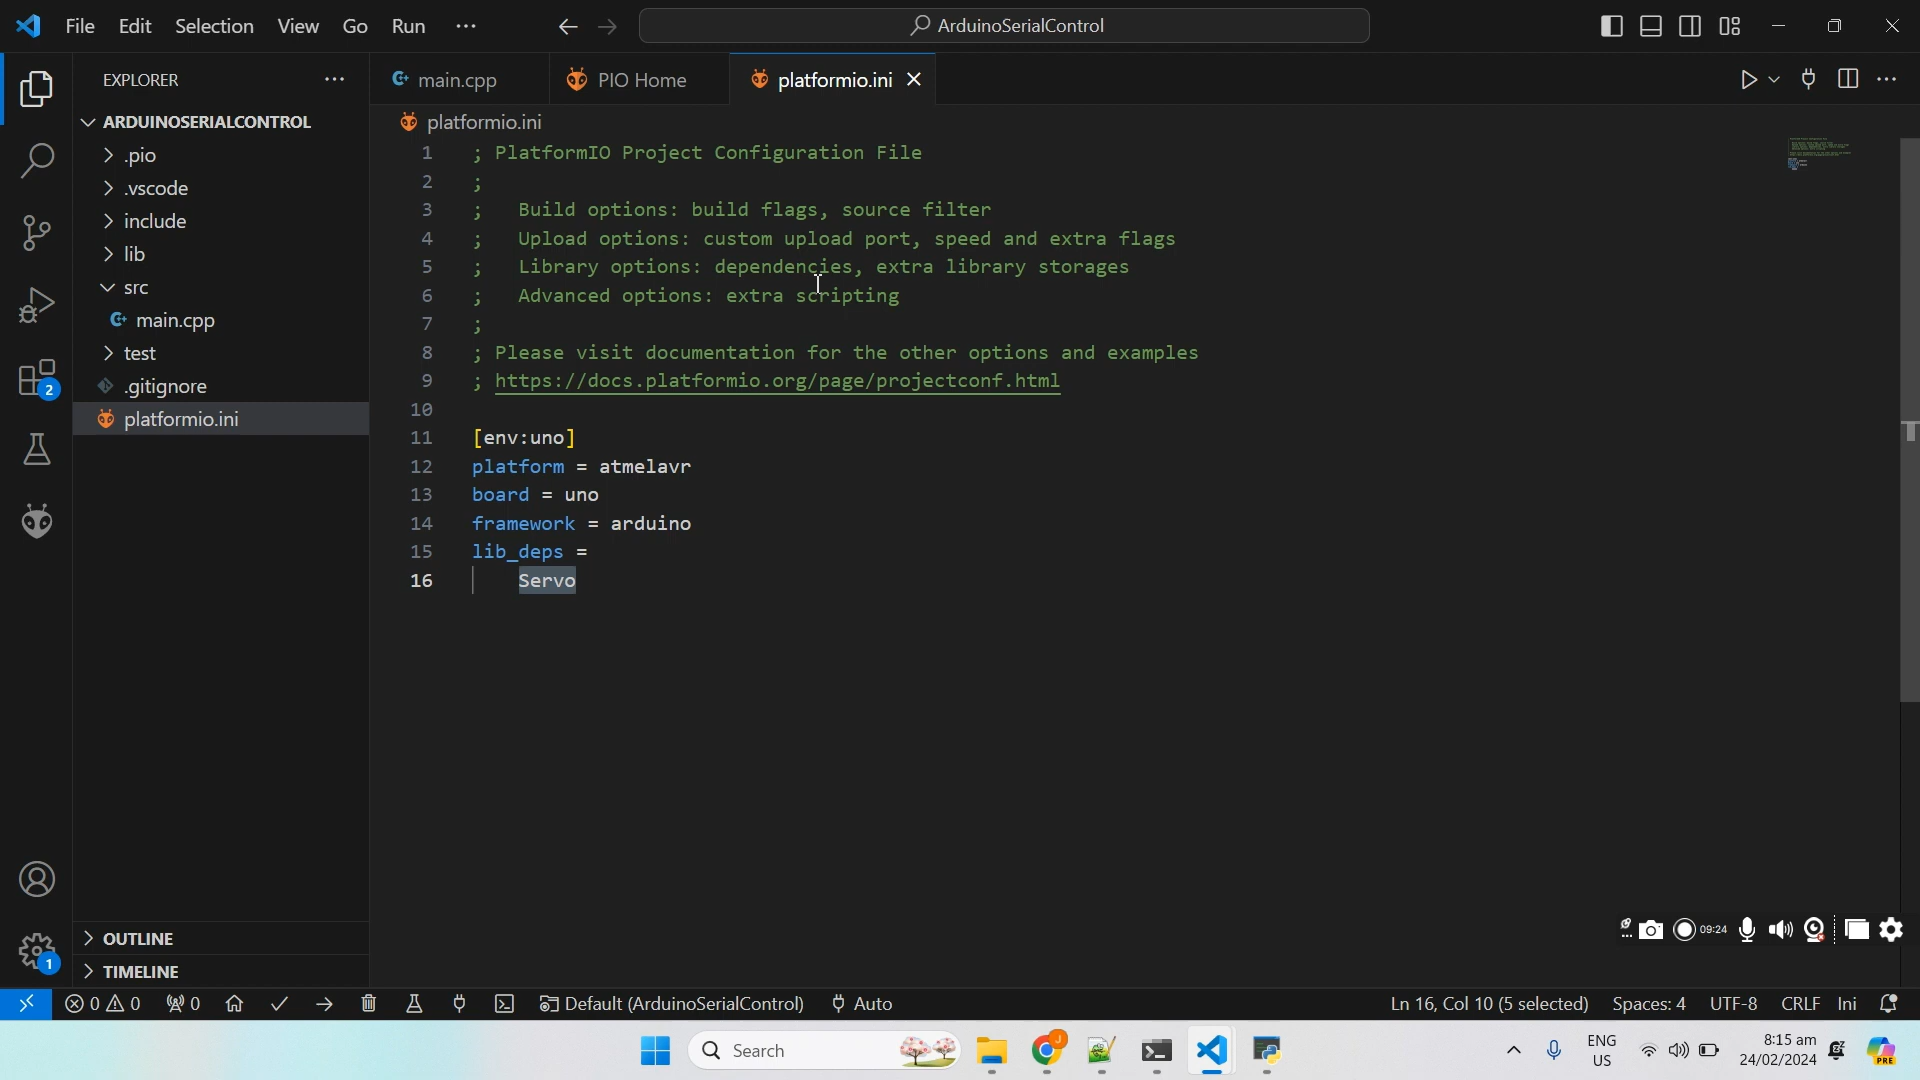 File Edit Selection View Go Run ···
ArduinoSerialControl
EXPLORER ···
main.cpp
PIO Home
platformio.ini
ARDUINOSERIALCONTROL
.pio
.vscode
include
lib
src
main.cpp
test
.gitignore
platformio.ini
OUTLINE
TIMELINE
platformio.ini
1 ; PlatformIO Project Configuration File
2 ;
3 ;   Build options: build flags, source filter
4 ;   Upload options: custom upload port, speed and extra flags
5 ;   Library options: dependencies, extra library storages
6 ;   Advanced options: extra scripting
7 ;
8 ; Please visit documentation for the other options and examples
9 ; https://docs.platformio.org/page/projectconf.html
10
11 [env:uno]
12 platform = atmelavr
13 board = uno
14 framework = arduino
15 lib_deps =
16     Servo
2
1
09:24
0 0 0 Default (ArduinoSerialControl) Auto
Ln 16, Col 10 (5 selected) Spaces: 4 UTF-8 CRLF Ini
Search
ENG
US
8:15 am
24/02/2024
PRE